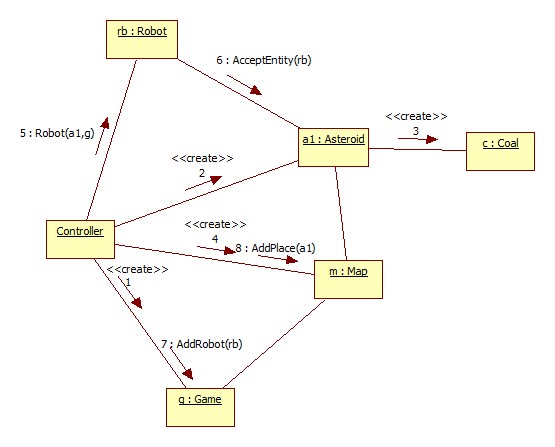 rb : Robot
6 : AcceptEntity(rb)
<<create>>
3
5 : Robot(a1,g)
a1 : Asteroid
c : Coal
<<create>>
2
Controller
<<create>>
4
8 : AddPlace(a1)
<<create>>
1
m : Map
7 : AddRobot(rb)
g : Game